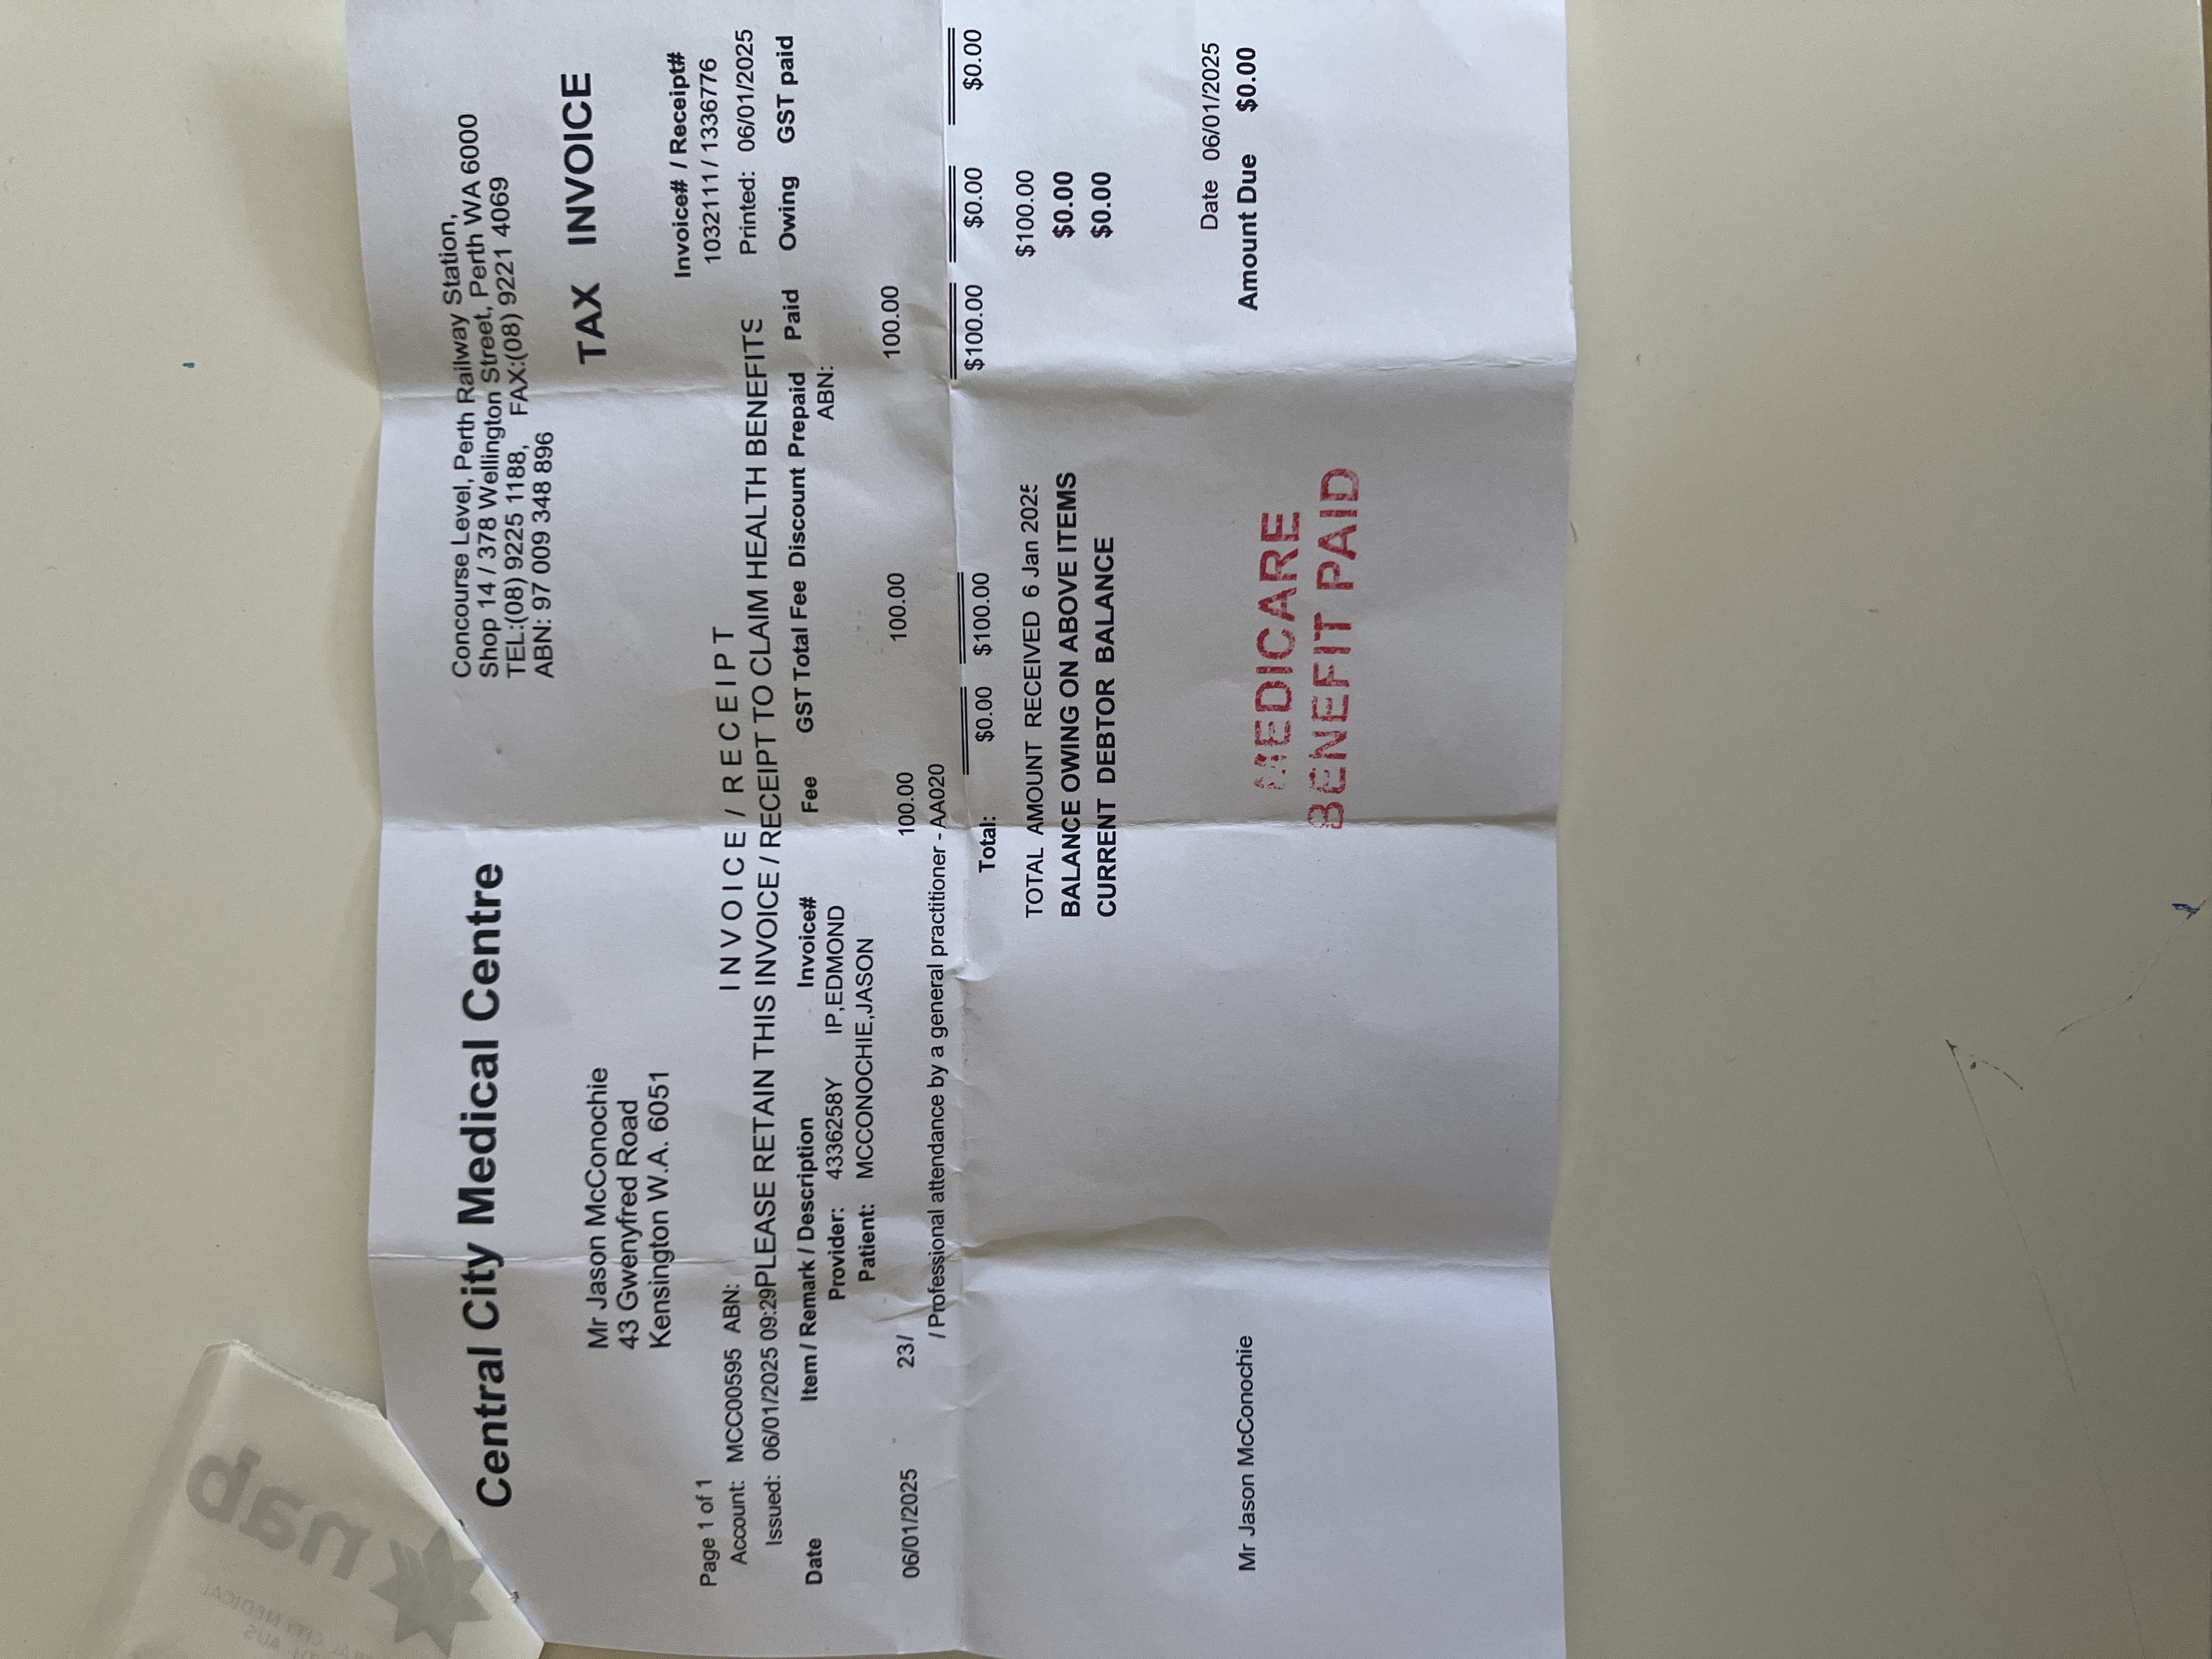 nab
Central City Medical Centre
Concourse Level, Perth Railway Station,
Shop 14 / 378 Wellington Street, Perth WA 6000
TEL:(08) 9225 1188, FAX:(08) 9221 4069
ABN: 97 009 348 896
TAX INVOICE
Mr Jason McConochie
43 Gwenyfred Road
Kensington W.A. 6051
Invoice# / Receipt#
1032111 / 1336776
Page 1 of 1
Account: MCC00595 ABN:
INVOICE / RECEIPT
Printed: 06/01/2025
Issued: 06/01/2025 09:29PLEASE RETAIN THIS INVOICE / RECEIPT TO CLAIM HEALTH BENEFITS
Date Item / Remark / Description Invoice# Fee GST Total Fee Discount Prepaid Paid Owing GST paid
Provider: 4336258Y IP,EDMOND ABN:
Patient: MCCONOCHIE,JASON
06/01/2025 23/ 100.00 100.00 100.00
/ Professional attendance by a general practitioner - AA020
Total: $0.00 $100.00 $100.00 $0.00 $0.00
TOTAL AMOUNT RECEIVED 6 Jan 2025 $100.00
BALANCE OWING ON ABOVE ITEMS $0.00
CURRENT DEBTOR BALANCE $0.00
Date 06/01/2025
Mr Jason McConochie
Amount Due $0.00
MEDICARE
BENEFIT PAID